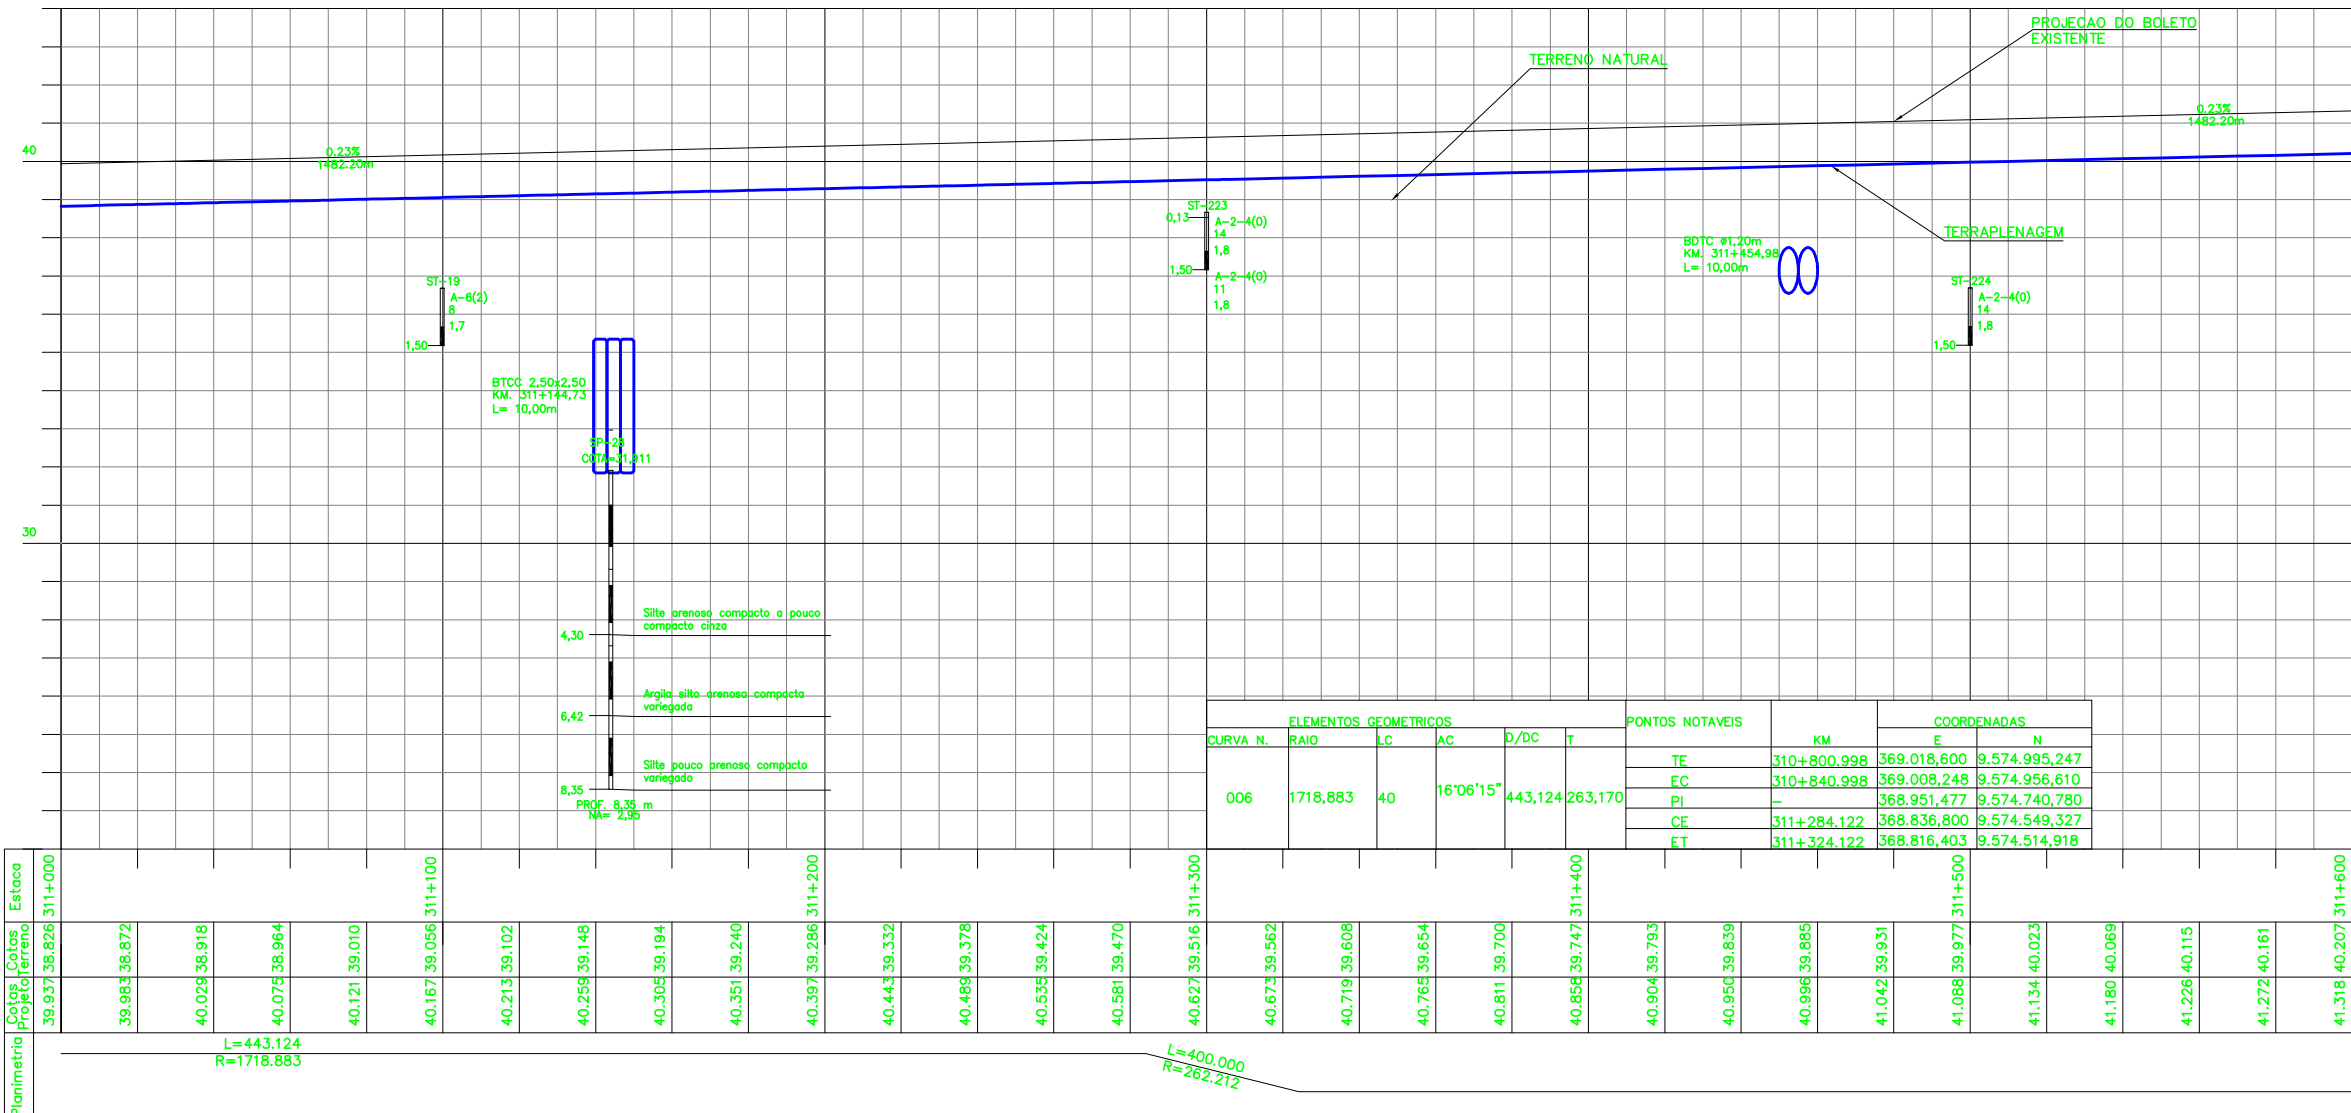 PROJECAO DO BOLETO
EXISTENTE
TERRENO NATURAL
0.23%
1482.20m
0.23%
1482.20m
40
TERRAPLENAGEM
ST-223
0,13
A-2-4(0)
14
1,8
1,50
A-2-4(0)
11
1,8
BDTC ø1,20m
KM. 311+454,98
L= 10,00m
ST-19
A-6(2)
8
1,7
1,50
ST-224
A-2-4(0)
14
1,8
1,50
BTCC 2,50x2,50
KM. 311+144,73
L= 10,00m
COTA=31,911
30
Silte arenoso compacto a pouco
compacto cinza
4,30
Argila silto arenosa compacta
variegada
6,42
Silte pouco arenoso compacto
variegado
8,35
PROF. 8,35 m
NA= 2,95
ELEMENTOS GEOMETRICOS PONTOS NOTAVEIS COORDENADAS
CURVA N. RAIO LC AC D/DC T KM E N
006 1718,883 40 16°06'15" 443,124 263,170
TE 310+800.998 369.018,600 9.574.995,247
EC 310+840.998 369.008,248 9.574.956,610
PI - 368.951,477 9.574.740,780
CE 311+284.122 368.836,800 9.574.549,327
ET 311+324.122 368.816,403 9.574.514,918
Estaca
311+000 311+100 311+200 311+300 311+400 311+500 311+600
Cotas
Terreno
38.826 38.872 38.918 38.964 39.010 39.056 39.102 39.148 39.194 39.240 39.286 39.332 39.378 39.424 39.470 39.516 39.562 39.608 39.654 39.700 39.747 39.793 39.839 39.885 39.931 39.977 40.023 40.069 40.115 40.161 40.207
Cotas
Projeto
39.937 39.983 40.029 40.075 40.121 40.167 40.213 40.259 40.305 40.351 40.397 40.443 40.489 40.535 40.581 40.627 40.673 40.719 40.765 40.811 40.858 40.904 40.950 40.996 41.042 41.088 41.134 41.180 41.226 41.272 41.318
Planimetria
L=443.124
R=1718.883
L=400.000
R=262.212